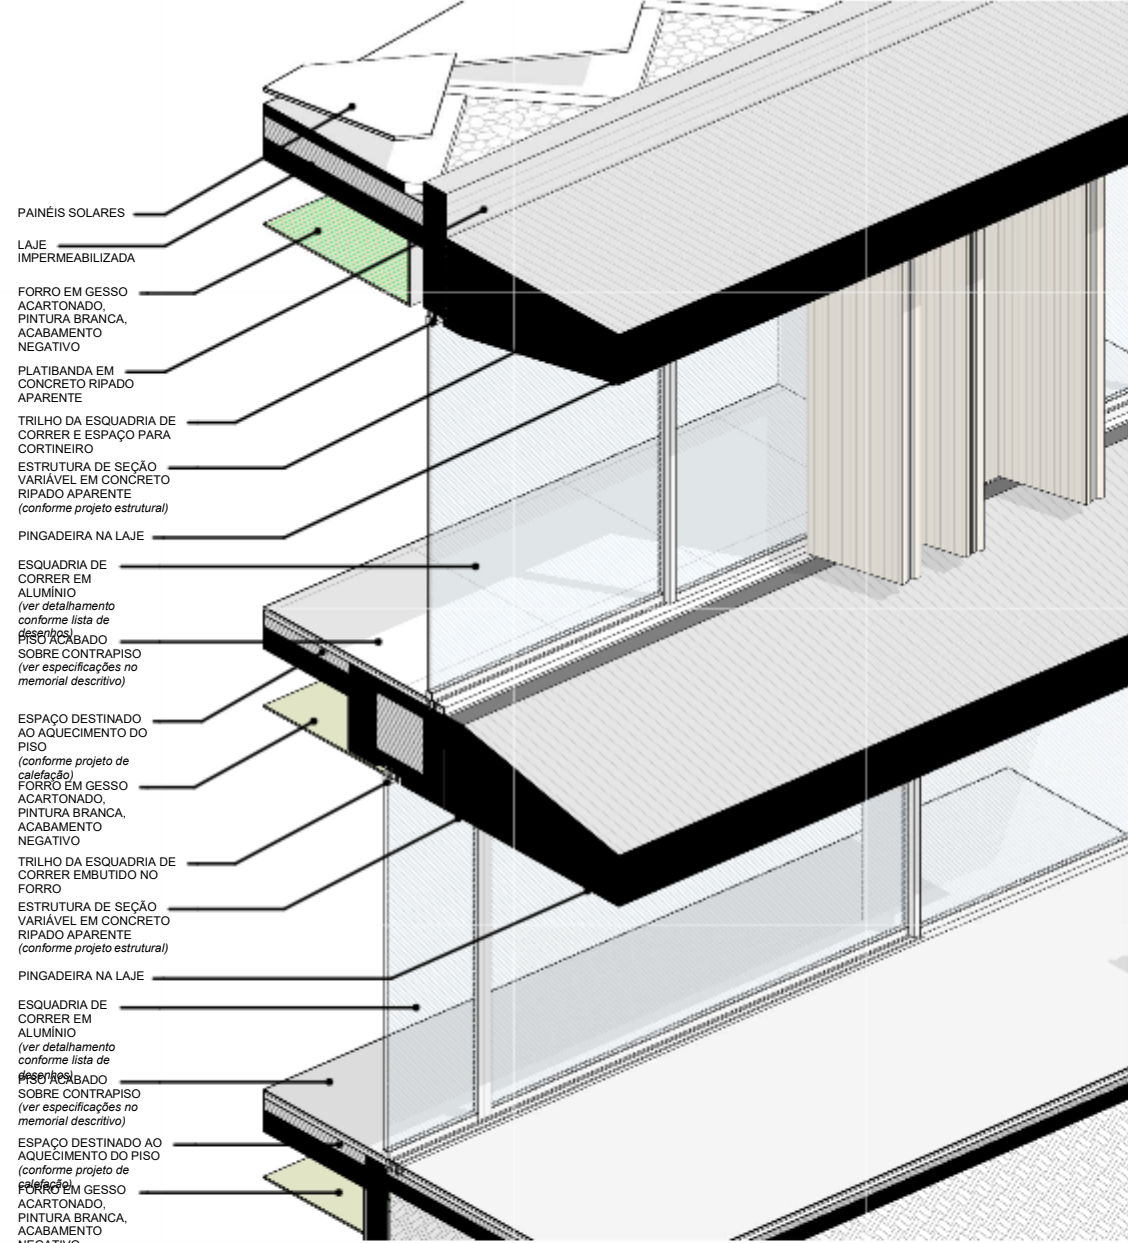 PAINÉIS SOLARES
LAJE
IMPERMEABILIZADA
FORRO EM GESSO
ACARTONADO,
PINTURA BRANCA,
ACABAMENTO
NEGATIVO
PLATIBANDA EM
CONCRETO RIPADO
APARENTE
TRILHO DA ESQUADRIA DE
CORRER E ESPAÇO PARA
CORTINEIRO
ESTRUTURA DE SEÇÃO
VARIÁVEL EM CONCRETO
RIPADO APARENTE
(conforme projeto estrutural)
PINGADEIRA NA LAJE
ESQUADRIA DE
CORRER EM
ALUMÍNIO
(ver detalhamento
conforme lista de
desenhos)
PISO ACABADO
SOBRE CONTRAPISO
(ver especificações no
memorial descritivo)
ESPAÇO DESTINADO
AO AQUECIMENTO DO
PISO
(conforme projeto de
calefação)
FORRO EM GESSO
ACARTONADO,
PINTURA BRANCA,
ACABAMENTO
NEGATIVO
TRILHO DA ESQUADRIA DE
CORRER EMBUTIDO NO
FORRO
ESTRUTURA DE SEÇÃO
VARIÁVEL EM CONCRETO
RIPADO APARENTE
(conforme projeto estrutural)
PINGADEIRA NA LAJE
ESQUADRIA DE
CORRER EM
ALUMÍNIO
(ver detalhamento
conforme lista de
desenhos)
PISO ACABADO
SOBRE CONTRAPISO
(ver especificações no
memorial descritivo)
ESPAÇO DESTINADO AO
AQUECIMENTO DO PISO
(conforme projeto de
calefação)
FORRO EM GESSO
ACARTONADO,
PINTURA BRANCA,
ACABAMENTO
NEGATIVO